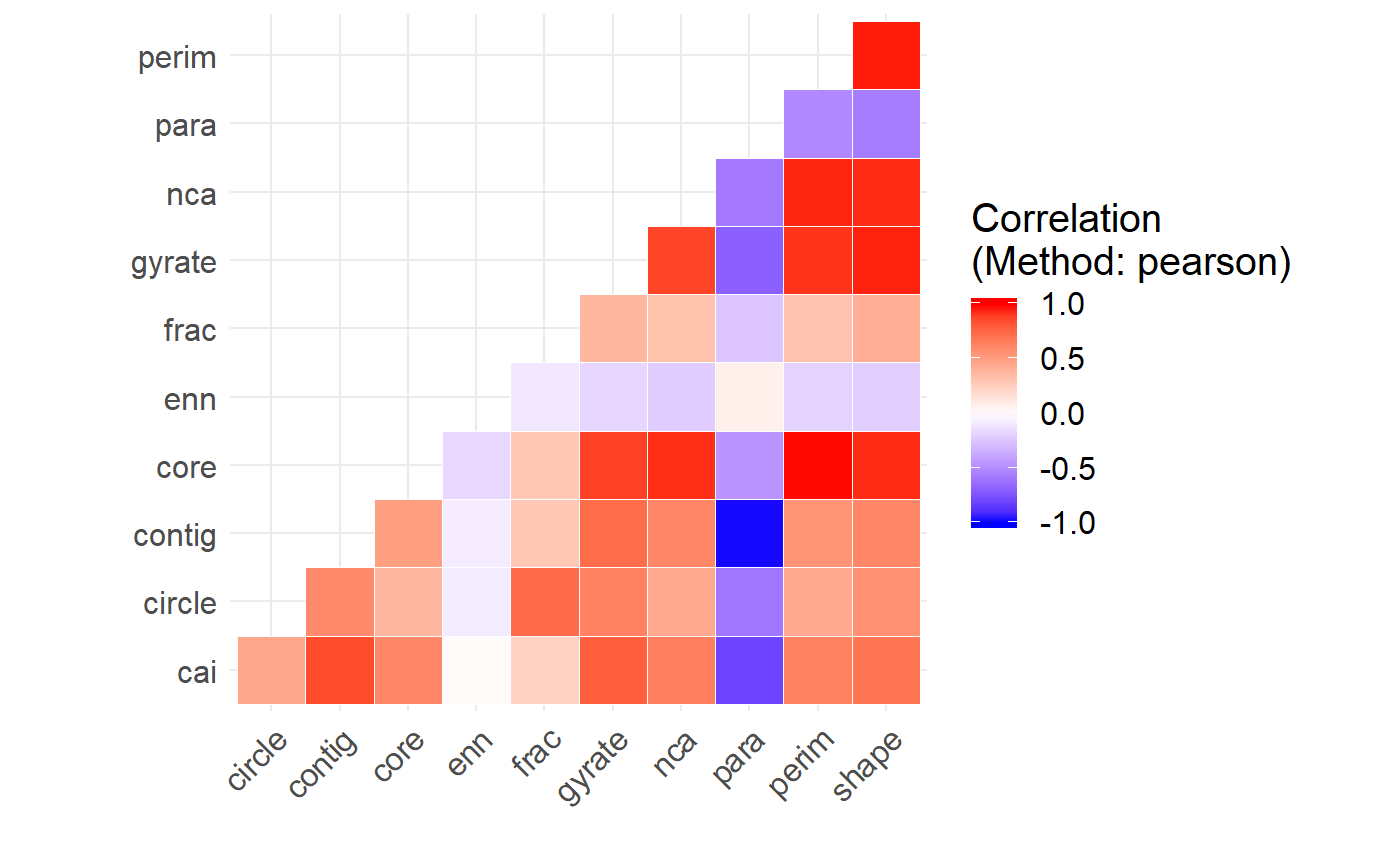 perim
para
nca
gyrate
frac
enn
core
contig
circle
cai
circle
contig
core
enn
frac
gyrate
nca
para
perim
shape
Correlation
(Method: pearson)
1.0
0.5
0.0
-0.5
-1.0